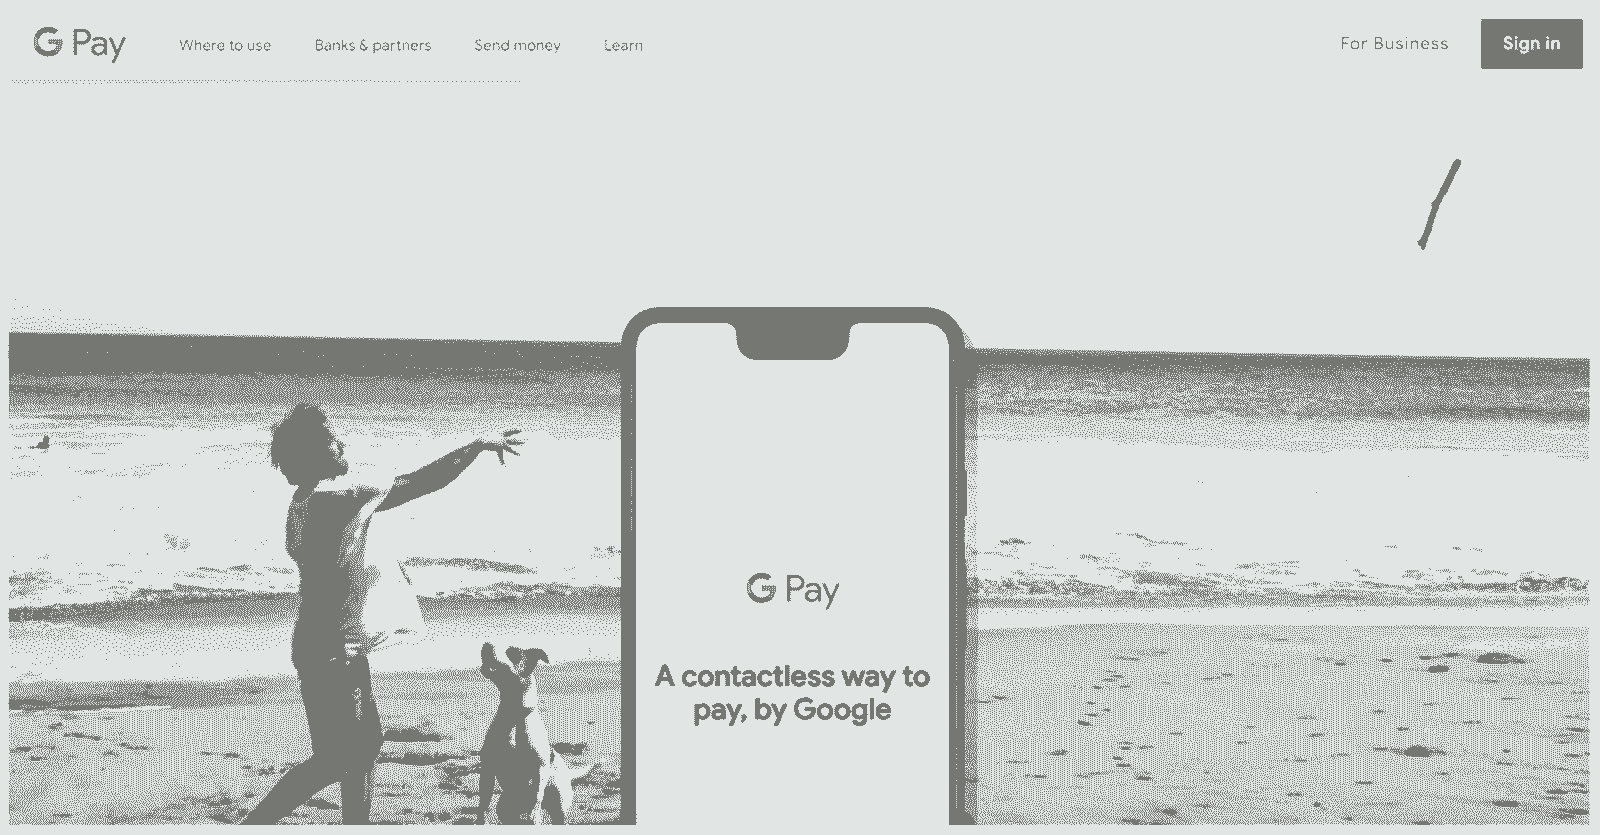 G Pay
Where to use
Banks & partners
Send money
Learn
For Business
Sign in
G Pay
A contactless way to
pay, by Google